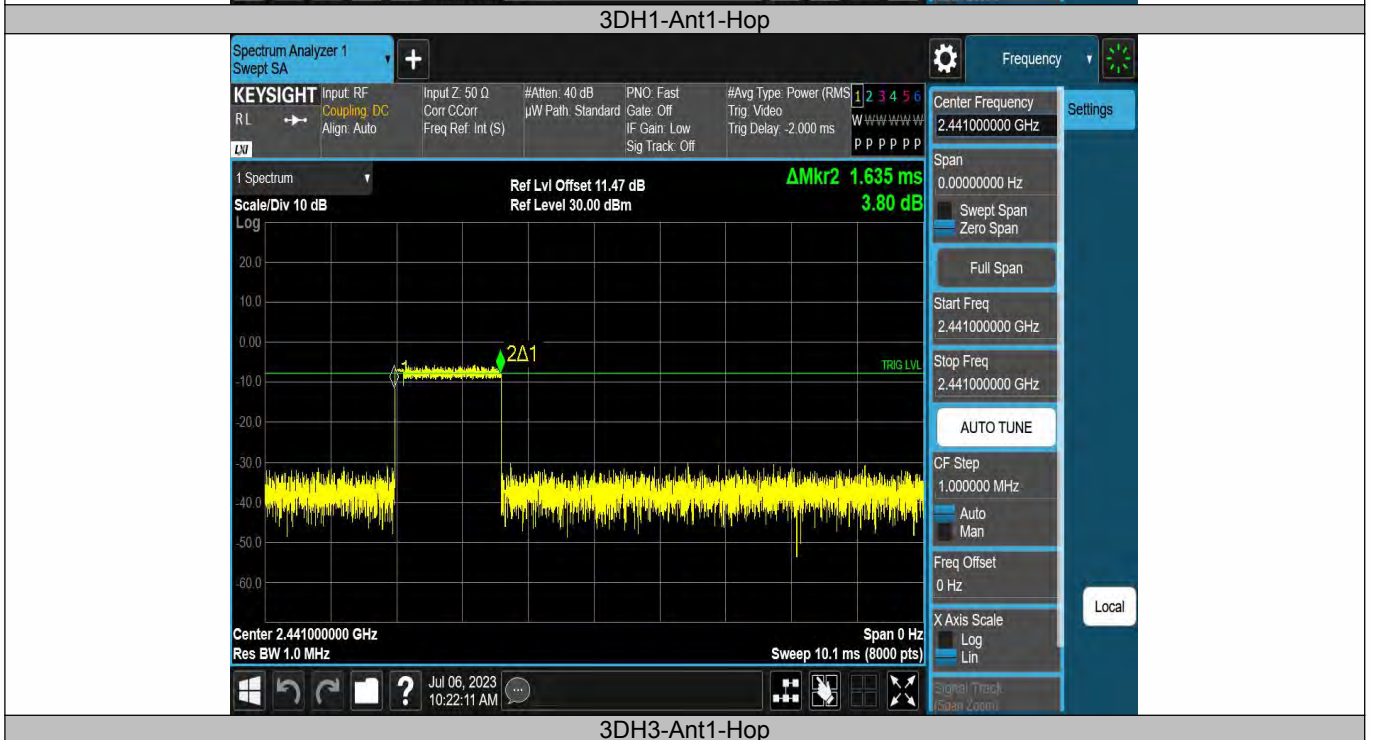 3DH1-Ant1-Hop
Spectrum Analyzer 1
Swept SA
+
Frequency
KEYSIGHT
RL
LXI
Input: RF
Coupling: DC
Align: Auto
Input Z: 50 Ω
Corr CCorr
Freq Ref: Int (S)
#Atten: 40 dB
µW Path: Standard
PNO: Fast
Gate: Off
IF Gain: Low
Sig Track: Off
#Avg Type: Power (RMS
Trig: Video
Trig Delay: -2.000 ms
1 2 3 4 5 6
W W W W W W
P P P P P P
Center Frequency
2.441000000 GHz
Settings
1 Spectrum
Scale/Div 10 dB
Log
Ref Lvl Offset 11.47 dB
Ref Level 30.00 dBm
ΔMkr2 1.635 ms
3.80 dB
Span
0.00000000 Hz
Swept Span
Zero Span
Full Span
Start Freq
2.441000000 GHz
Stop Freq
2.441000000 GHz
AUTO TUNE
CF Step
1.000000 MHz
Auto
Man
Freq Offset
0 Hz
X Axis Scale
Log
Lin
Signal Track
(Span Zoom)
Local
20.0
10.0
0.00
-10.0
-20.0
-30.0
-40.0
-50.0
-60.0
1
2Δ1
TRIG LVL
Center 2.441000000 GHz
Res BW 1.0 MHz
Span 0 Hz
Sweep 10.1 ms (8000 pts)
?
Jul 06, 2023
10:22:11 AM
3DH3-Ant1-Hop